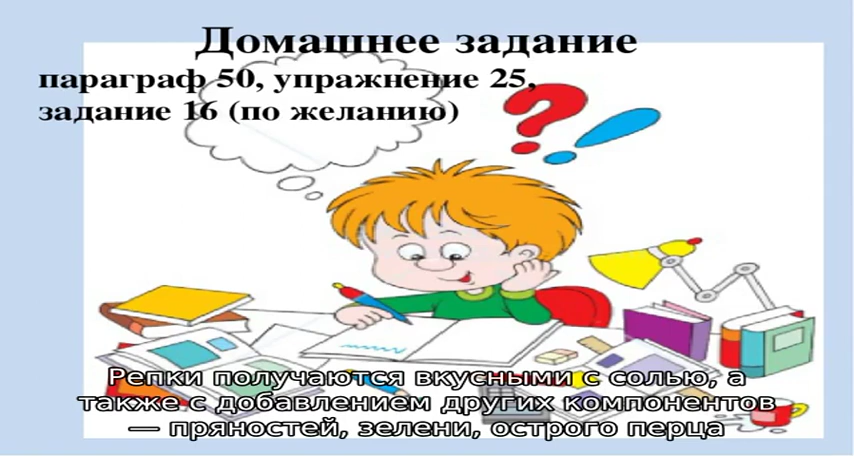 Домашнее задание
параграф 50, упражнение 25,
задание 16 (по желанию)
Репки получаются вкусными с солью, а
также с добавлением других компонентов
— пряностей, зелени, острого перца